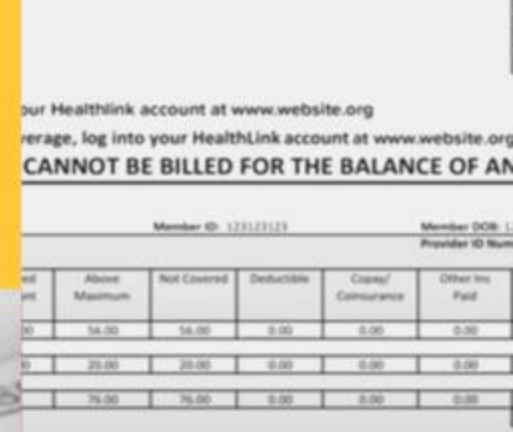 our Healthlink account at www.website.org
verage, log into your HealthLink account at www.website.org
CANNOT BE BILLED FOR THE BALANCE OF AN
Member ID: 123123123 Member DOB: 1
Provider ID Num
Above Not Covered Deductible Copay/ Other Ins
Maximum Coinsurance Paid
56.00 56.00 0.00 0.00 0.00
20.00 20.00 0.00 0.00 0.00
76.00 76.00 0.00 0.00 0.00